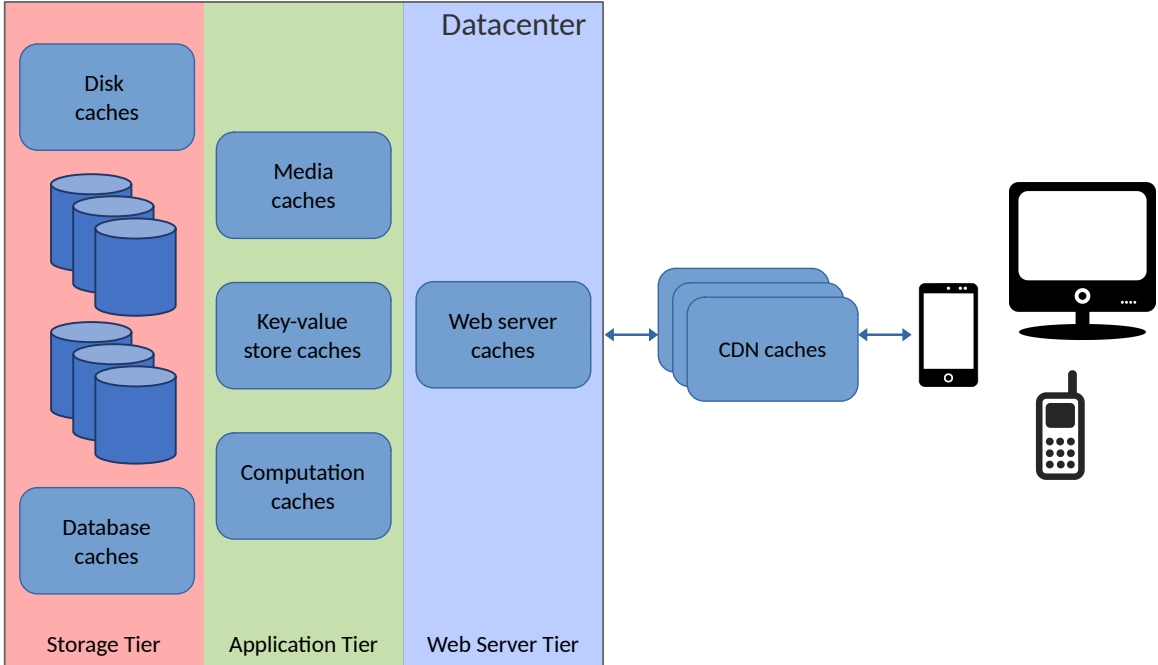 Datacenter
Disk
caches
Media
caches
Key-value
store caches
Web server
caches
CDN caches
Computation
caches
Database
caches
Storage Tier
Application Tier
Web Server Tier